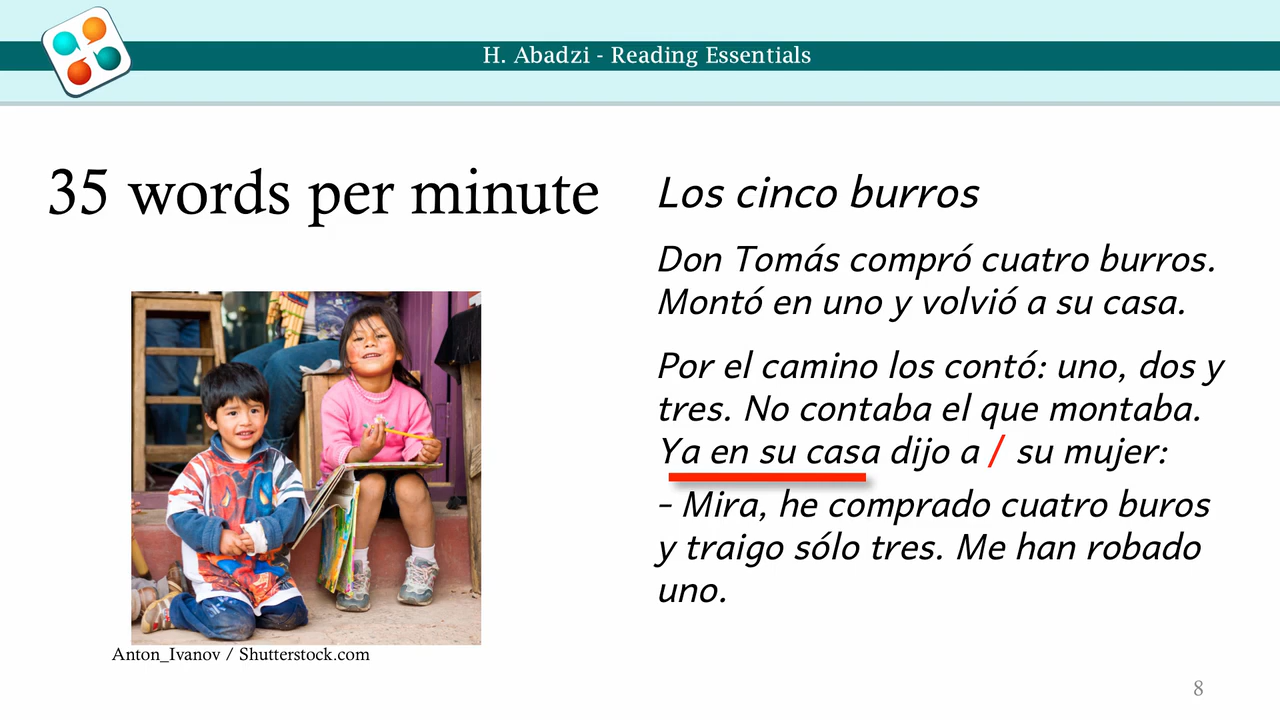 H. Abadzi - Reading Essentials
35 words per minute
Los cinco burros
Don Tomás compró cuatro burros.
Montó en uno y volvió a su casa.
Por el camino los contó: uno, dos y
tres. No contaba el que montaba.
Ya en su casa dijo a / su mujer:
– Mira, he comprado cuatro buros
y traigo sólo tres. Me han robado
uno.
Anton_Ivanov / Shutterstock.com
8